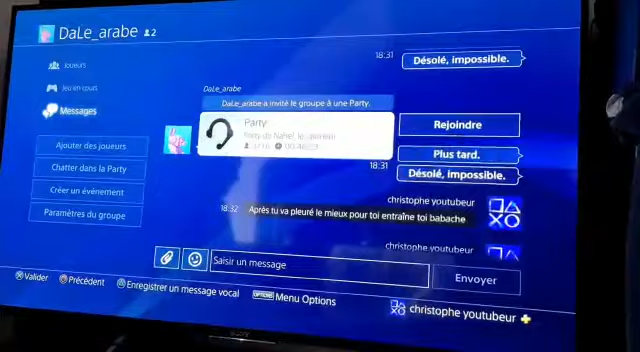 DaLe_arabe 2
Joueurs
Jeu en cours
Messages
Ajouter des joueurs
Chatter dans la Party
Créer un évènement
Paramètres du groupe
18:31
Désolé, impossible.
DaLe_arabe
DaLe_arabe a invité le groupe à une Party.
Party
Party de
Rejoindre
Plus tard.
18:31
Désolé, impossible.
christophe youtubeur
18:32
Après tu va pleuré le mieux pour toi entraîne toi babache
christophe youtubeur
Saisir un message
Envoyer
Valider
Précédent
Enregistrer un message vocal
OPTIONS Menu Options
christophe youtubeur
SONY